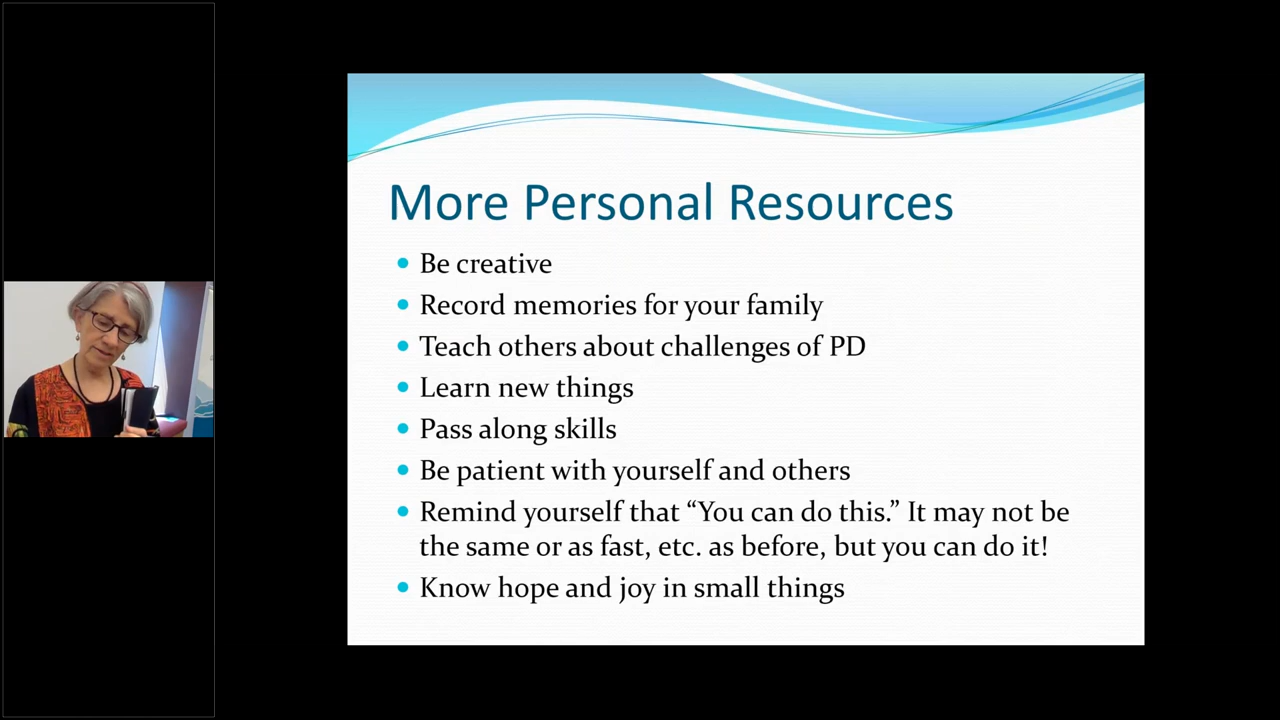 More Personal Resources
Be creative
Record memories for your family
Teach others about challenges of PD
Learn new things
Pass along skills
Be patient with yourself and others
Remind yourself that “You can do this.” It may not be
the same or as fast, etc. as before, but you can do it!
Know hope and joy in small things